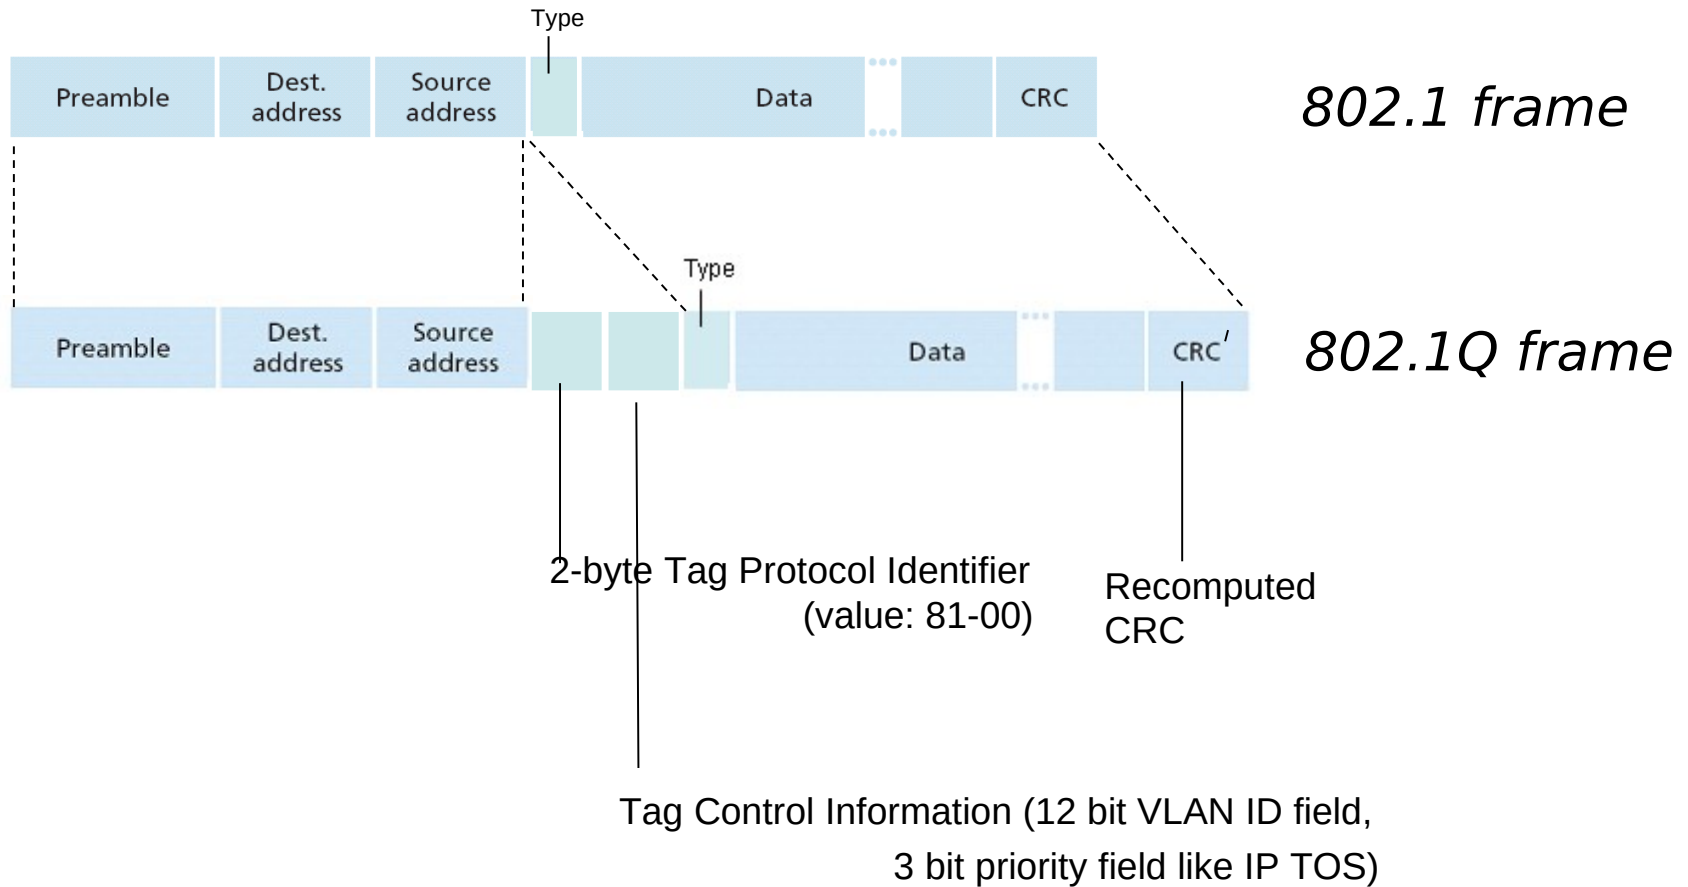 Type
Preamble
Dest.
address
Source
address
Data
CRC
802.1 frame
Type
Preamble
Dest.
address
Source
address
Data
CRC′
802.1Q frame
2-byte Tag Protocol Identifier
(value: 81-00)
Recomputed
CRC
Tag Control Information (12 bit VLAN ID field,
3 bit priority field like IP TOS)